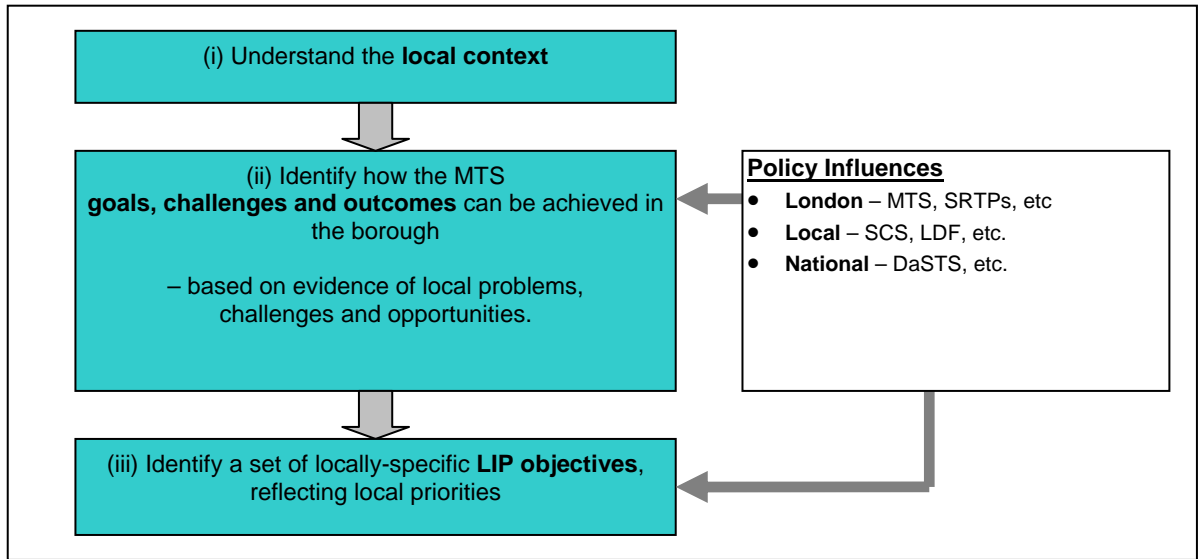 (i) Understand the local context
(ii) Identify how the MTS
goals, challenges and outcomes can be achieved in
the borough
– based on evidence of local problems,
challenges and opportunities.
Policy Influences
• London – MTS, SRTPs, etc
• Local – SCS, LDF, etc.
• National – DaSTS, etc.
(iii) Identify a set of locally-specific LIP objectives,
reflecting local priorities